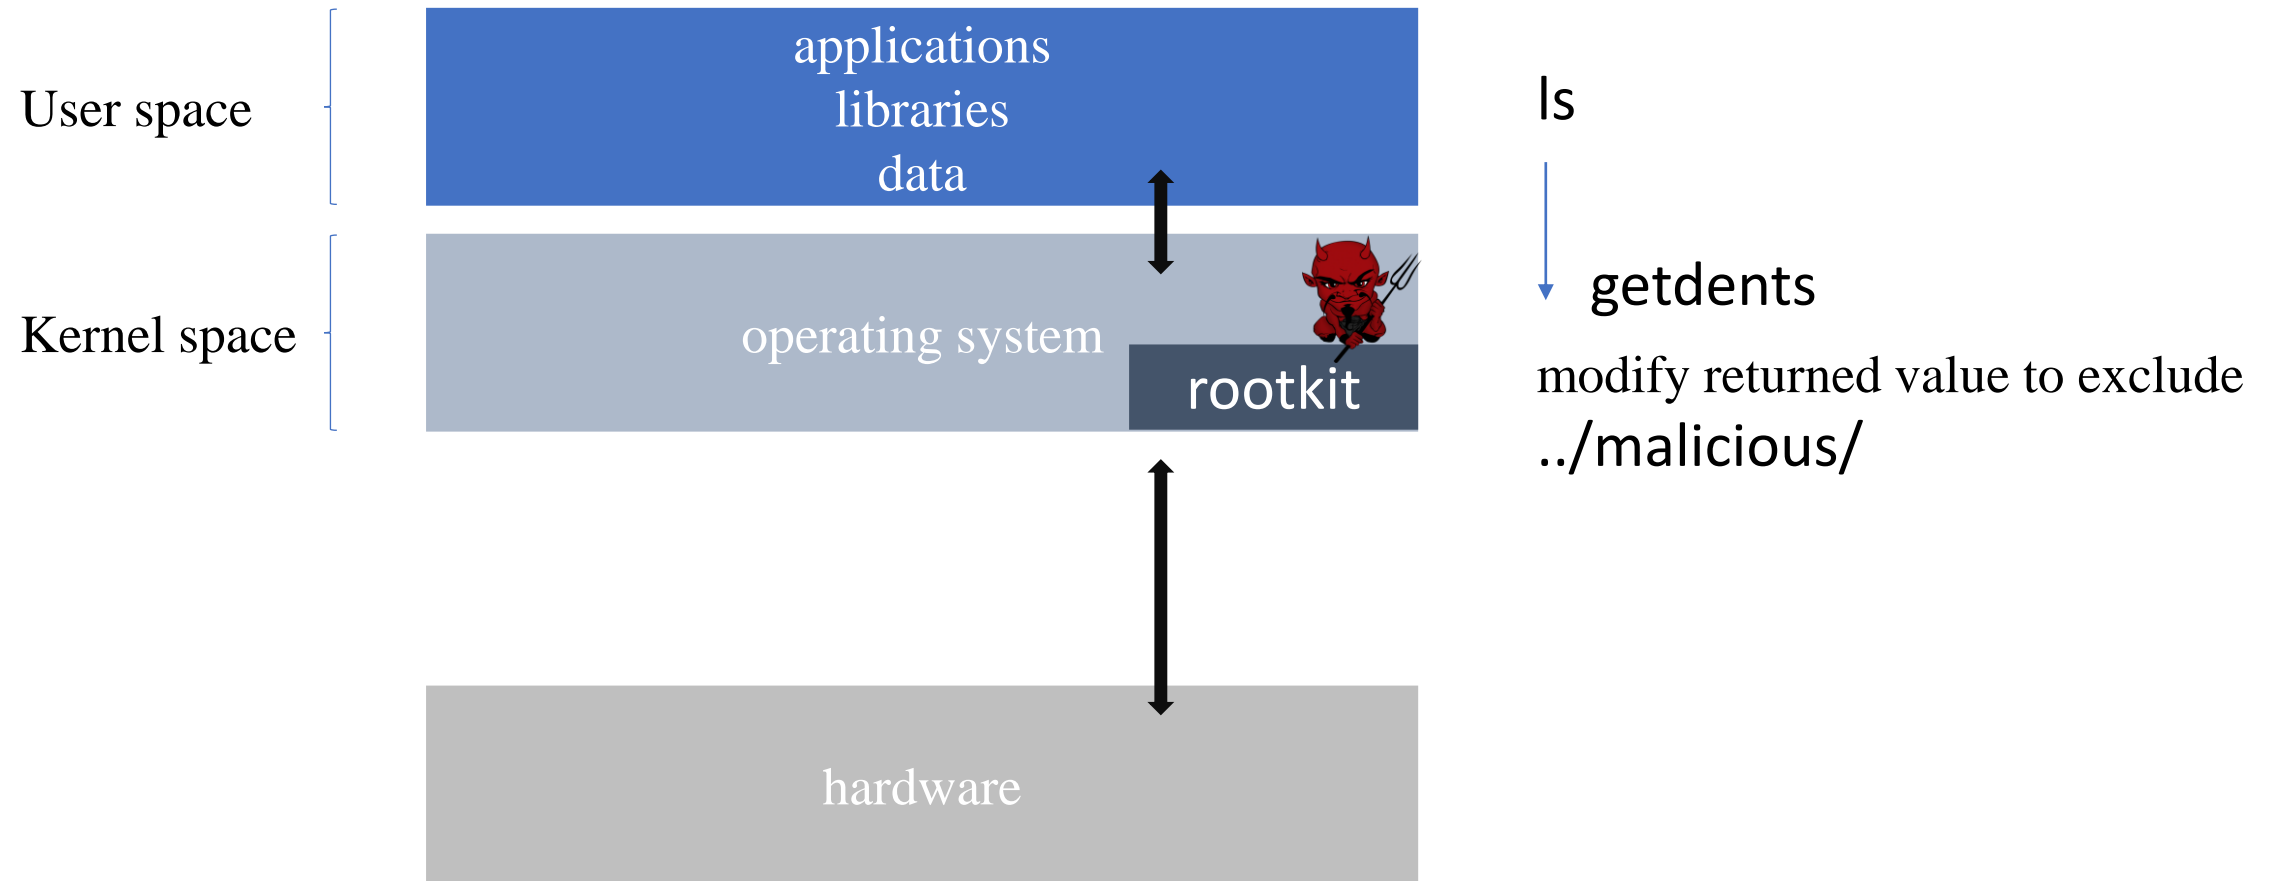 User space
applications
libraries
data
ls
getdents
Kernel space
operating system
rootkit
modify returned value to exclude
../malicious/
hardware